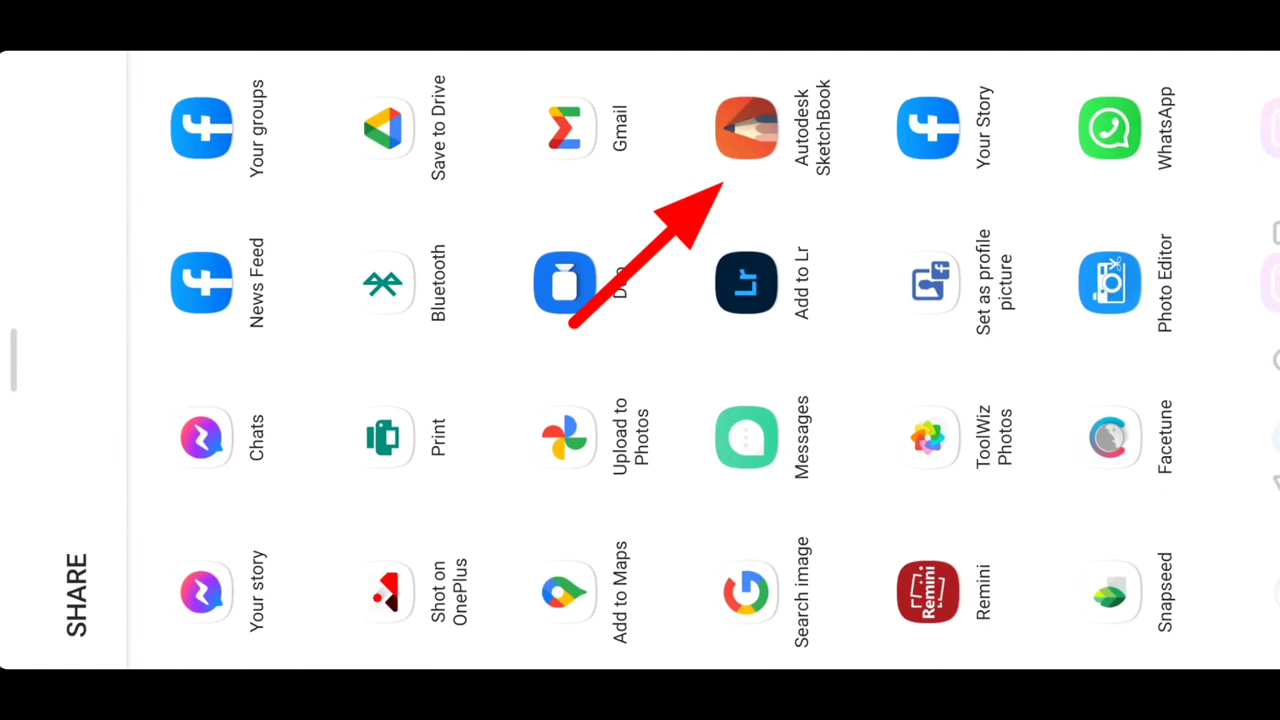 SHARE
Your story
Chats
News Feed
Your groups
Shot on
OnePlus
Print
Bluetooth
Save to Drive
Add to Maps
Upload to
Photos
Gmail
Search image
Messages
Lr
Add to Lr
Autodesk
SketchBook
Remini
Remini
ToolWiz
Photos
Set as profile
picture
Your Story
Snapseed
Facetune
Photo Editor
WhatsApp